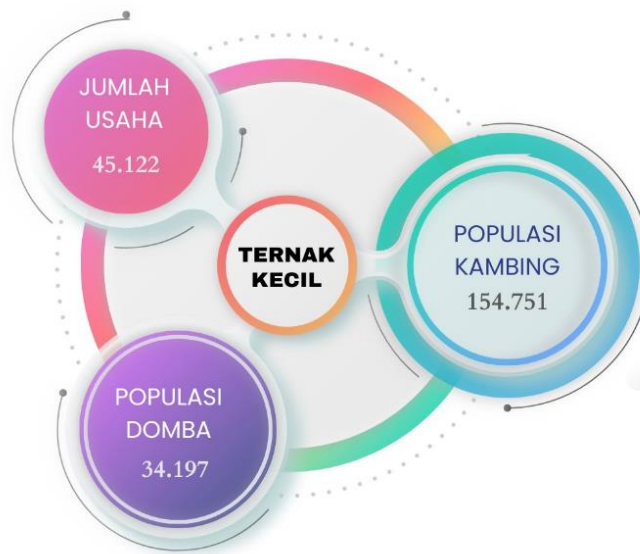 JUMLAH
USAHA
45.122
TERNAK
KECIL
POPULASI
KAMBING
154.751
POPULASI
DOMBA
34.197